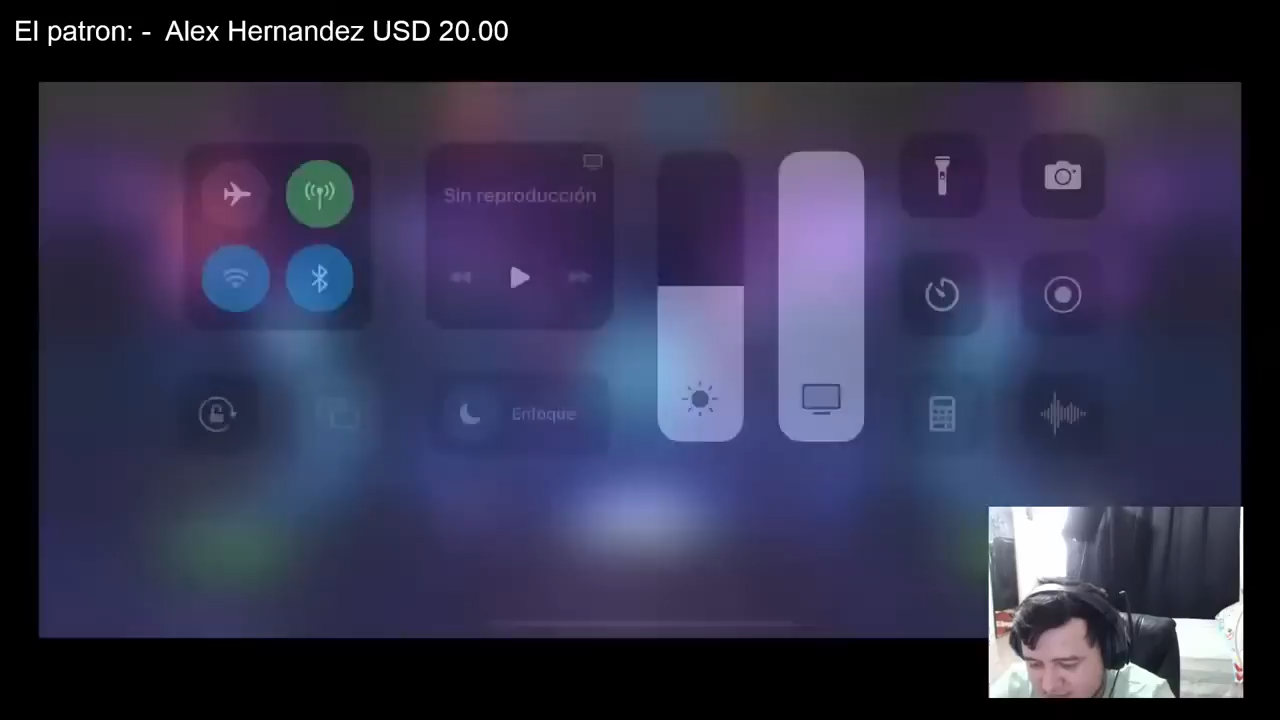 El patron: -  Alex Hernandez USD 20.00
Sin reproducción
Enfoque